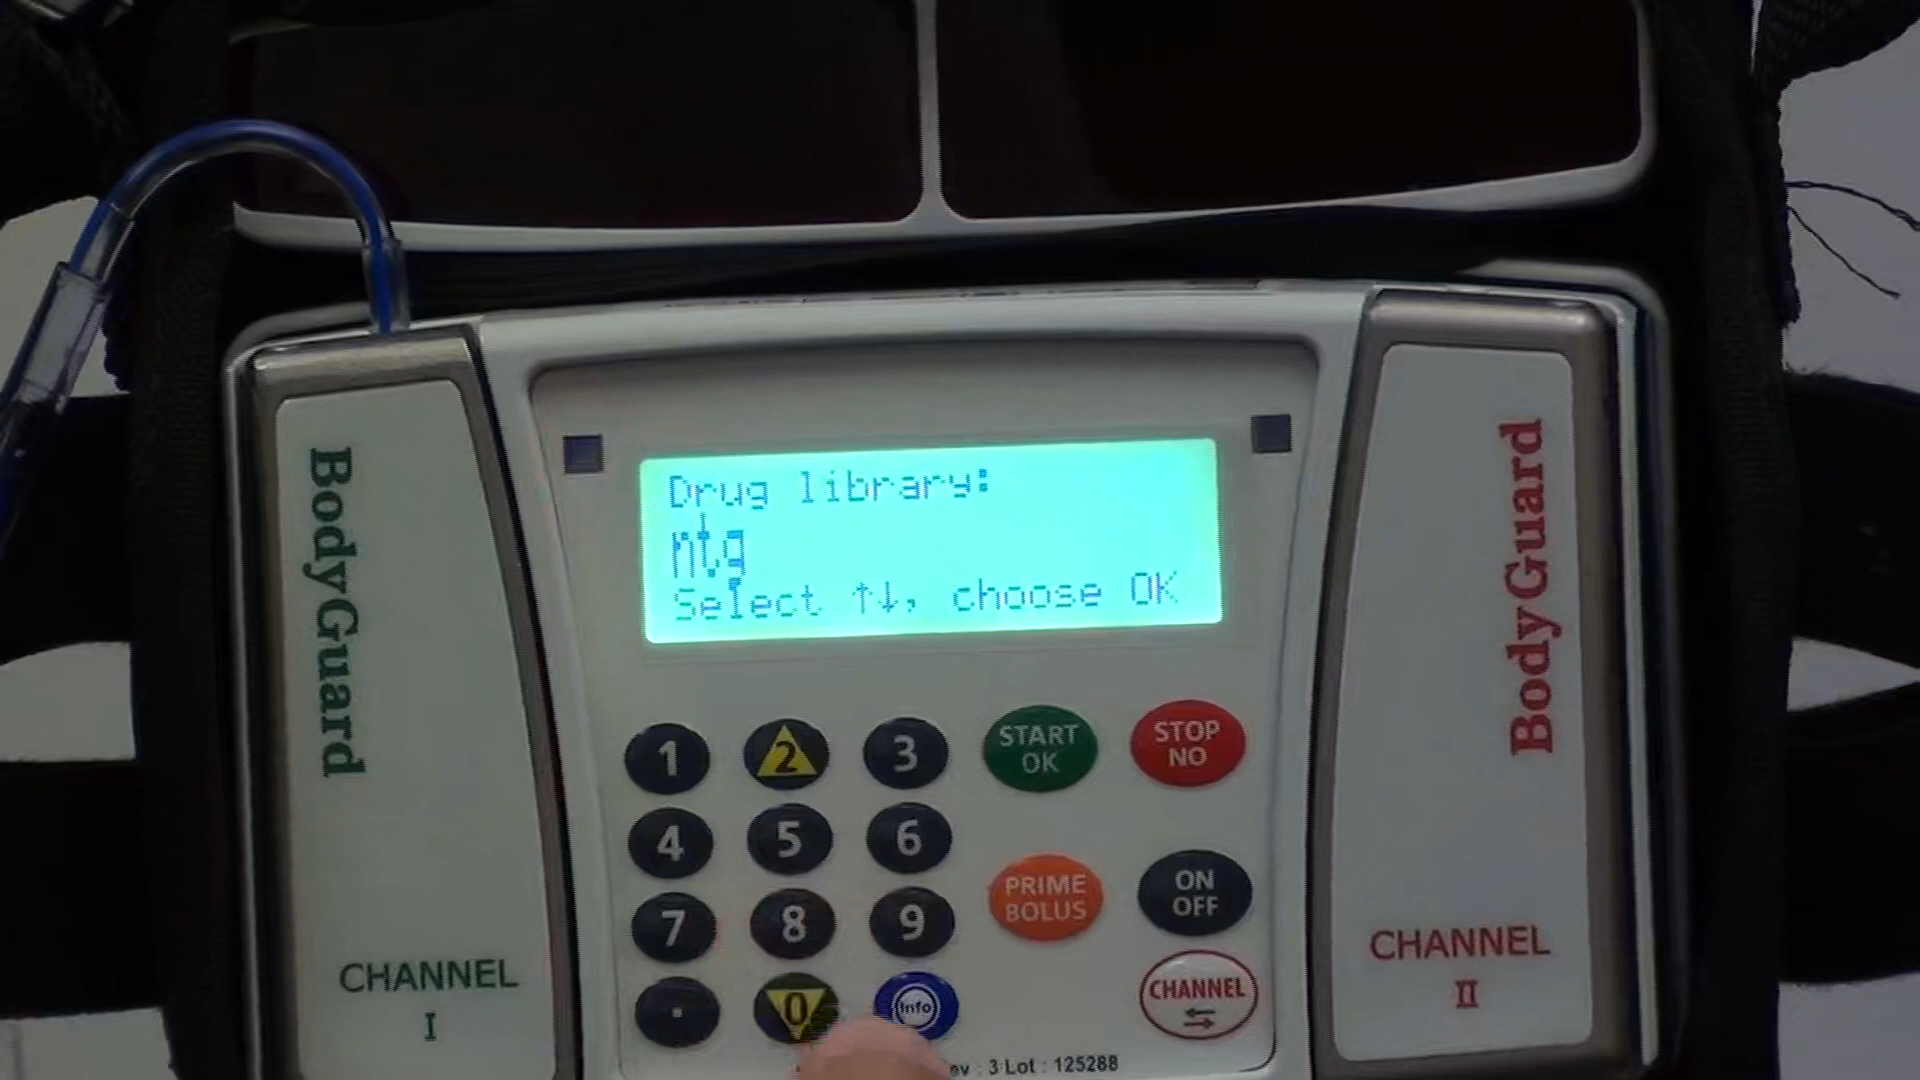 Drug library:
Select ↑↓, choose OK
BodyGuard
CHANNEL
I
BodyGuard
CHANNEL
II
1
2
3
START
OK
STOP
NO
4
5
6
7
8
9
PRIME
BOLUS
ON
OFF
.
0
Info
CHANNEL
: 3 Lot : 125288